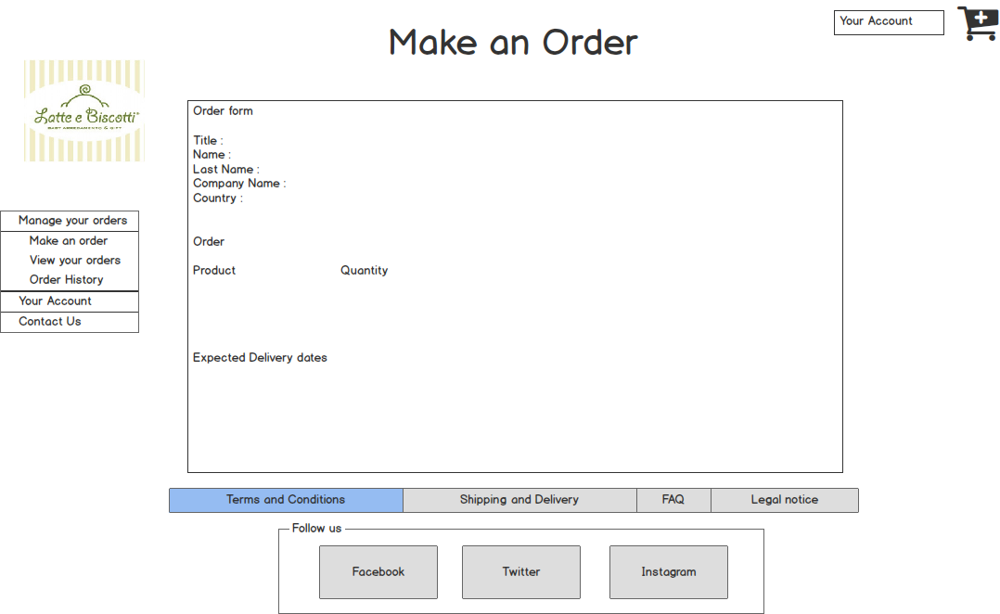 Your Account
Make an Order
Latte e Biscotti
Order form
Title :
Name :
Last Name :
Company Name :
Country :
Manage your orders
Make an order
View your orders
Order History
Your Account
Contact Us
Order
Product Quantity
Expected Delivery dates
Terms and Conditions Shipping and Delivery FAQ Legal notice
Follow us
Facebook Twitter Instagram